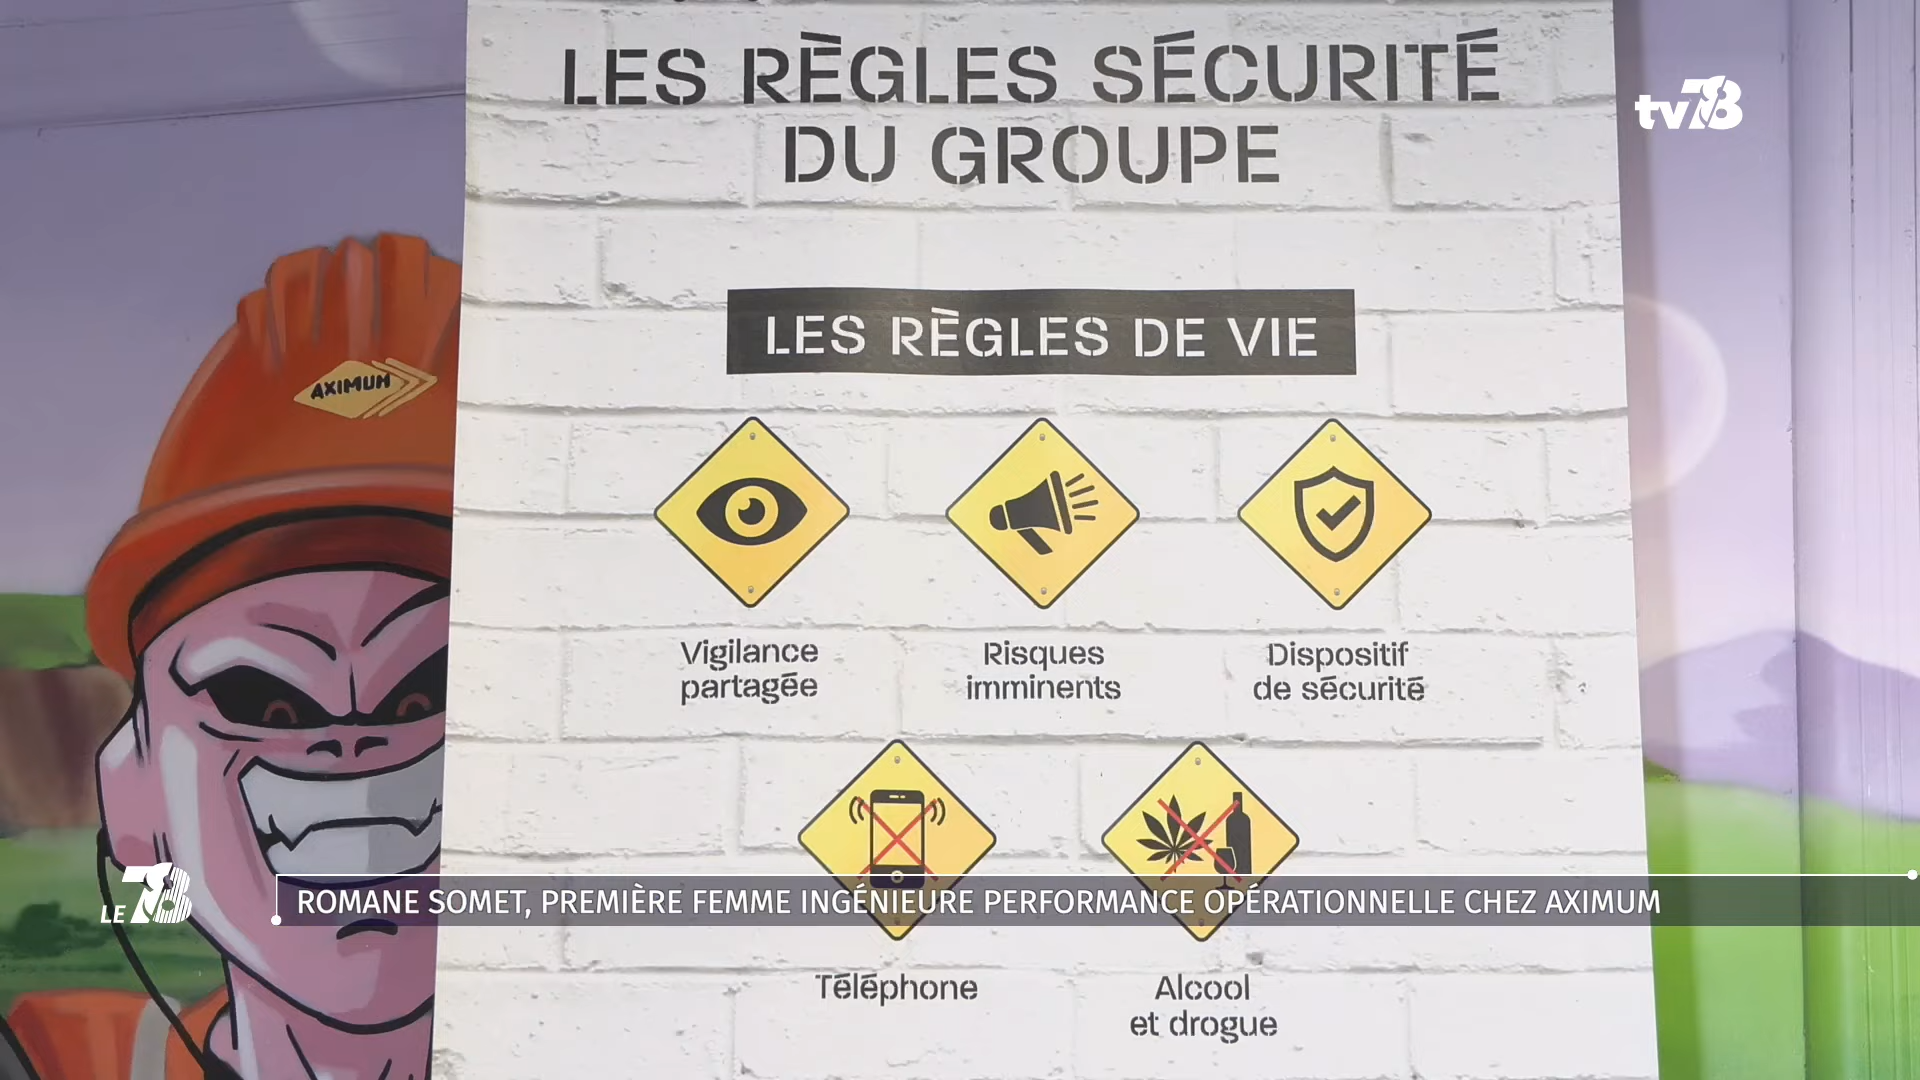 LES RÈGLES SÉCURITÉ
DU GROUPE
tv78
LES RÈGLES DE VIE
AXIMUM
Vigilance
partagée
Risques
imminents
Dispositif
de sécurité
LE 78
ROMANE SOMET, PREMIÈRE FEMME INGÉNIEURE PERFORMANCE OPÉRATIONNELLE CHEZ AXIMUM
Téléphone
Alcool
et drogue